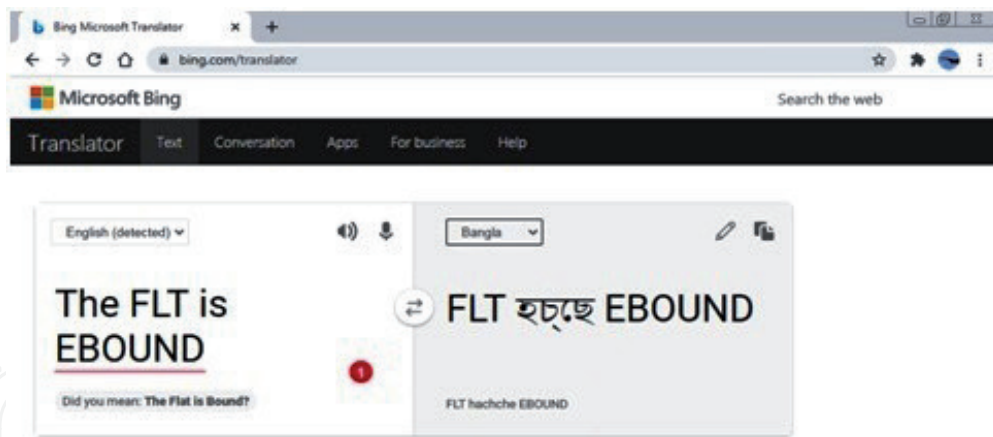 Bing Microsoft Translator
bing.com/translator
Microsoft Bing
Search the web
Translator Text Conversation Apps For business Help
English (detected)
Bangla
The FLT is
EBOUND
FLT হচ্ছে EBOUND
1
Did you mean: The Flat is Bound?
FLT hachche EBOUND